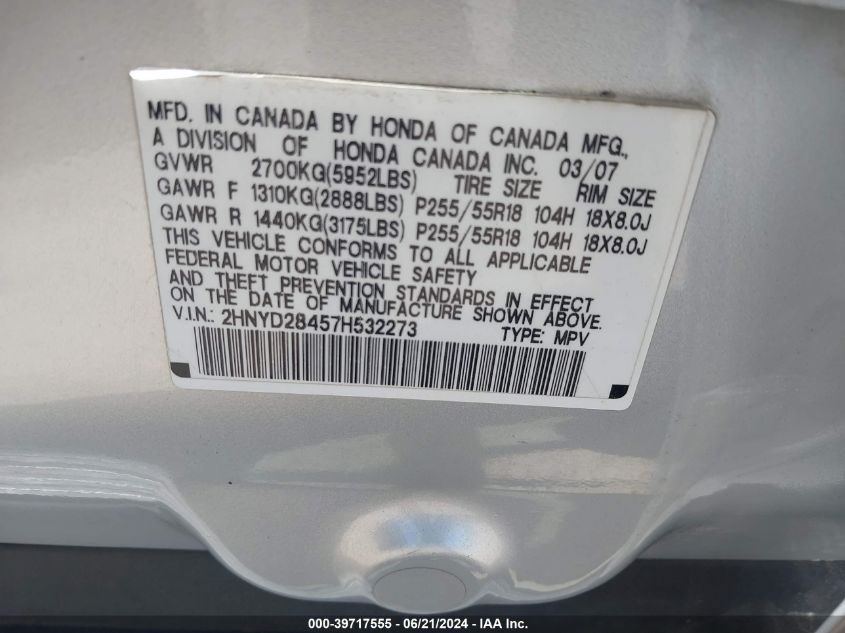 MFD. IN CANADA BY HONDA OF CANADA MFG.,
A DIVISION OF HONDA CANADA INC. 03/07
GVWR 2700KG(5952LBS) TIRE SIZE RIM SIZE
GAWR F 1310KG(2888LBS) P255/55R18 104H 18X8.0J
GAWR R 1440KG(3175LBS) P255/55R18 104H 18X8.0J
THIS VEHICLE CONFORMS TO ALL APPLICABLE
FEDERAL MOTOR VEHICLE SAFETY
AND THEFT PREVENTION STANDARDS IN EFFECT
ON THE DATE OF MANUFACTURE SHOWN ABOVE.
V.I.N.: 2HNYD28457H532273 TYPE: MPV
000-39717555 - 06/21/2024 - IAA Inc.